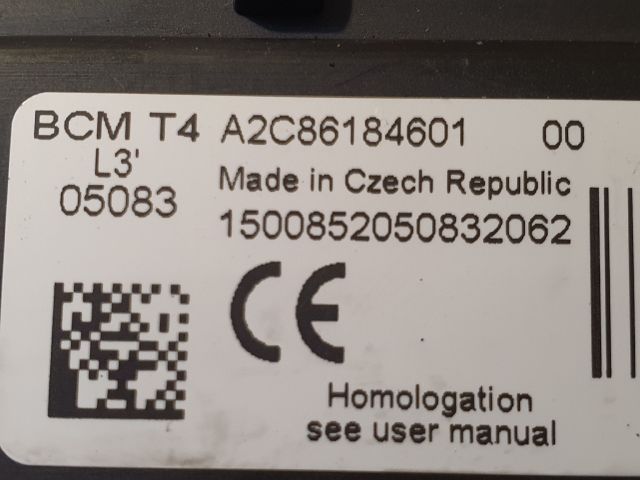 BCM T4 A2C86184601 00
L3'
05083
Made in Czech Republic
1500852050832062
CE
Homologation
see user manual